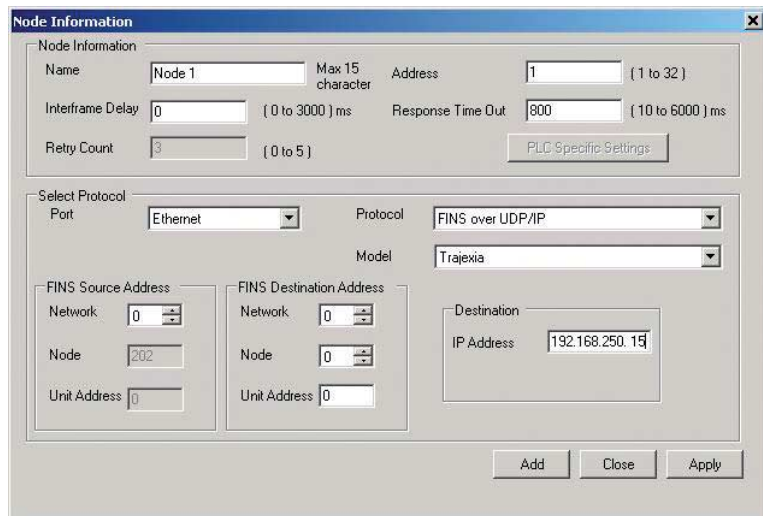 Node Information
Node Information
Name Node 1 Max 15 character Address 1 ( 1 to 32 )
Interframe Delay 0 ( 0 to 3000 ) ms Response Time Out 800 ( 10 to 6000 ) ms
Retry Count 3 ( 0 to 5 ) PLC Specific Settings
Select Protocol
Port Ethernet Protocol FINS over UDP/IP
Model Trajexia
FINS Source Address
Network 0
Node 202
Unit Address 0
FINS Destination Address
Network 0
Node 0
Unit Address 0
Destination
IP Address 192.168.250. 15
Add Close Apply